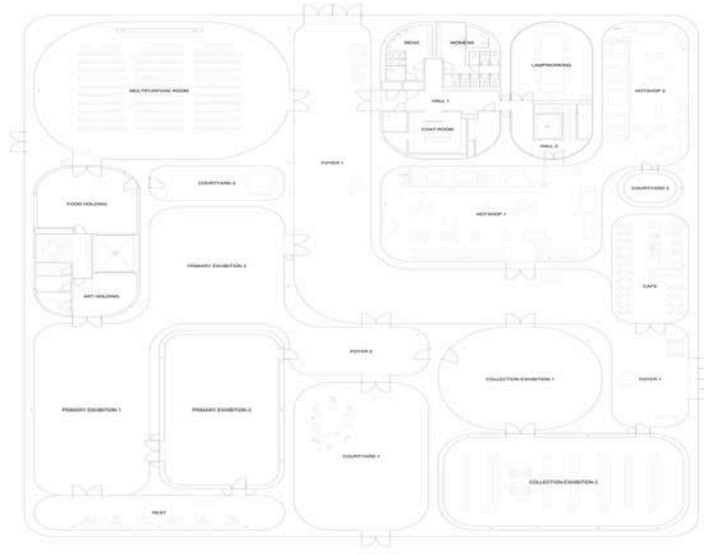 MENS
WOMENS
LAMPWORKING
MULTIPURPOSE ROOM
HOTSHOP 2
HALL 1
COAT ROOM
HALL 2
FOYER 1
COURTYARD 2
COURTYARD 3
FOOD HOLDING
HOTSHOP 1
PRIMARY EXHIBITION 2
CAFE
ART HOLDING
FOYER 2
COLLECTION EXHIBITION 1
FOYER 1
PRIMARY EXHIBITION 1
PRIMARY EXHIBITION 3
COURTYARD 1
COLLECTION EXHIBITION 2
REST